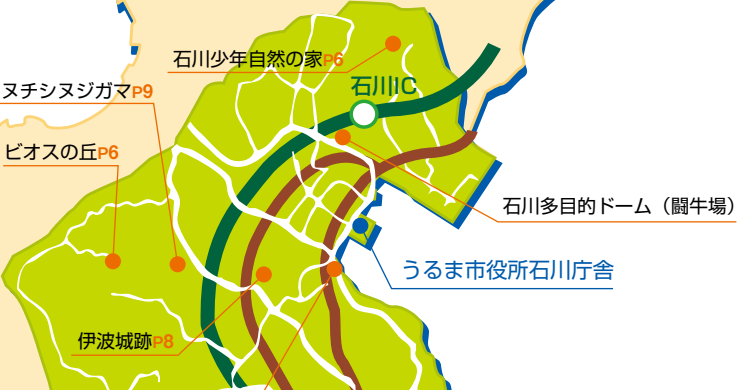 石川少年自然の家P6
石川IC
ヌチシヌジガマP9
ビオスの丘P6
石川多目的ドーム（闘牛場）
うるま市役所石川庁舎
伊波城跡P8